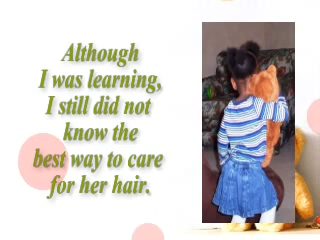 Although
I was learning,
I still did not
know the
best way to care
for her hair.